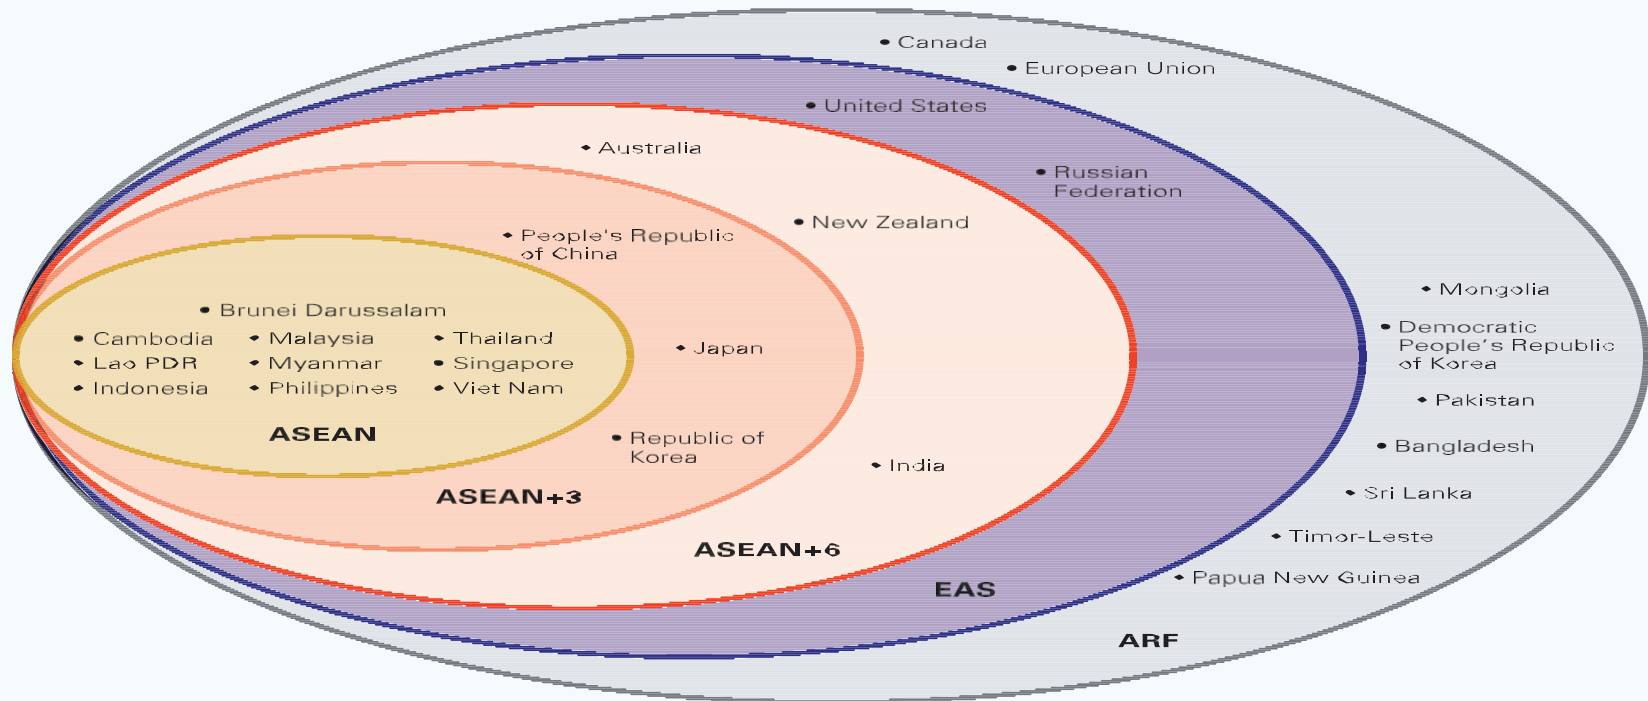 • Canada
• European Union
• United States
• Australia
• Russian
Federation
• New Zealand
• People's Republic
of China
• Mongolia
• Brunei Darussalam
• Democratic
People's Republic
of Korea
• Cambodia • Malaysia • Thailand
• Japan
• Lao PDR • Myanmar • Singapore
• Indonesia • Philippines • Viet Nam
• Pakistan
ASEAN
• Republic of
Korea
• Bangladesh
• India
• Sri Lanka
ASEAN+3
• Timor-Leste
ASEAN+6
• Papua New Guinea
EAS
ARF